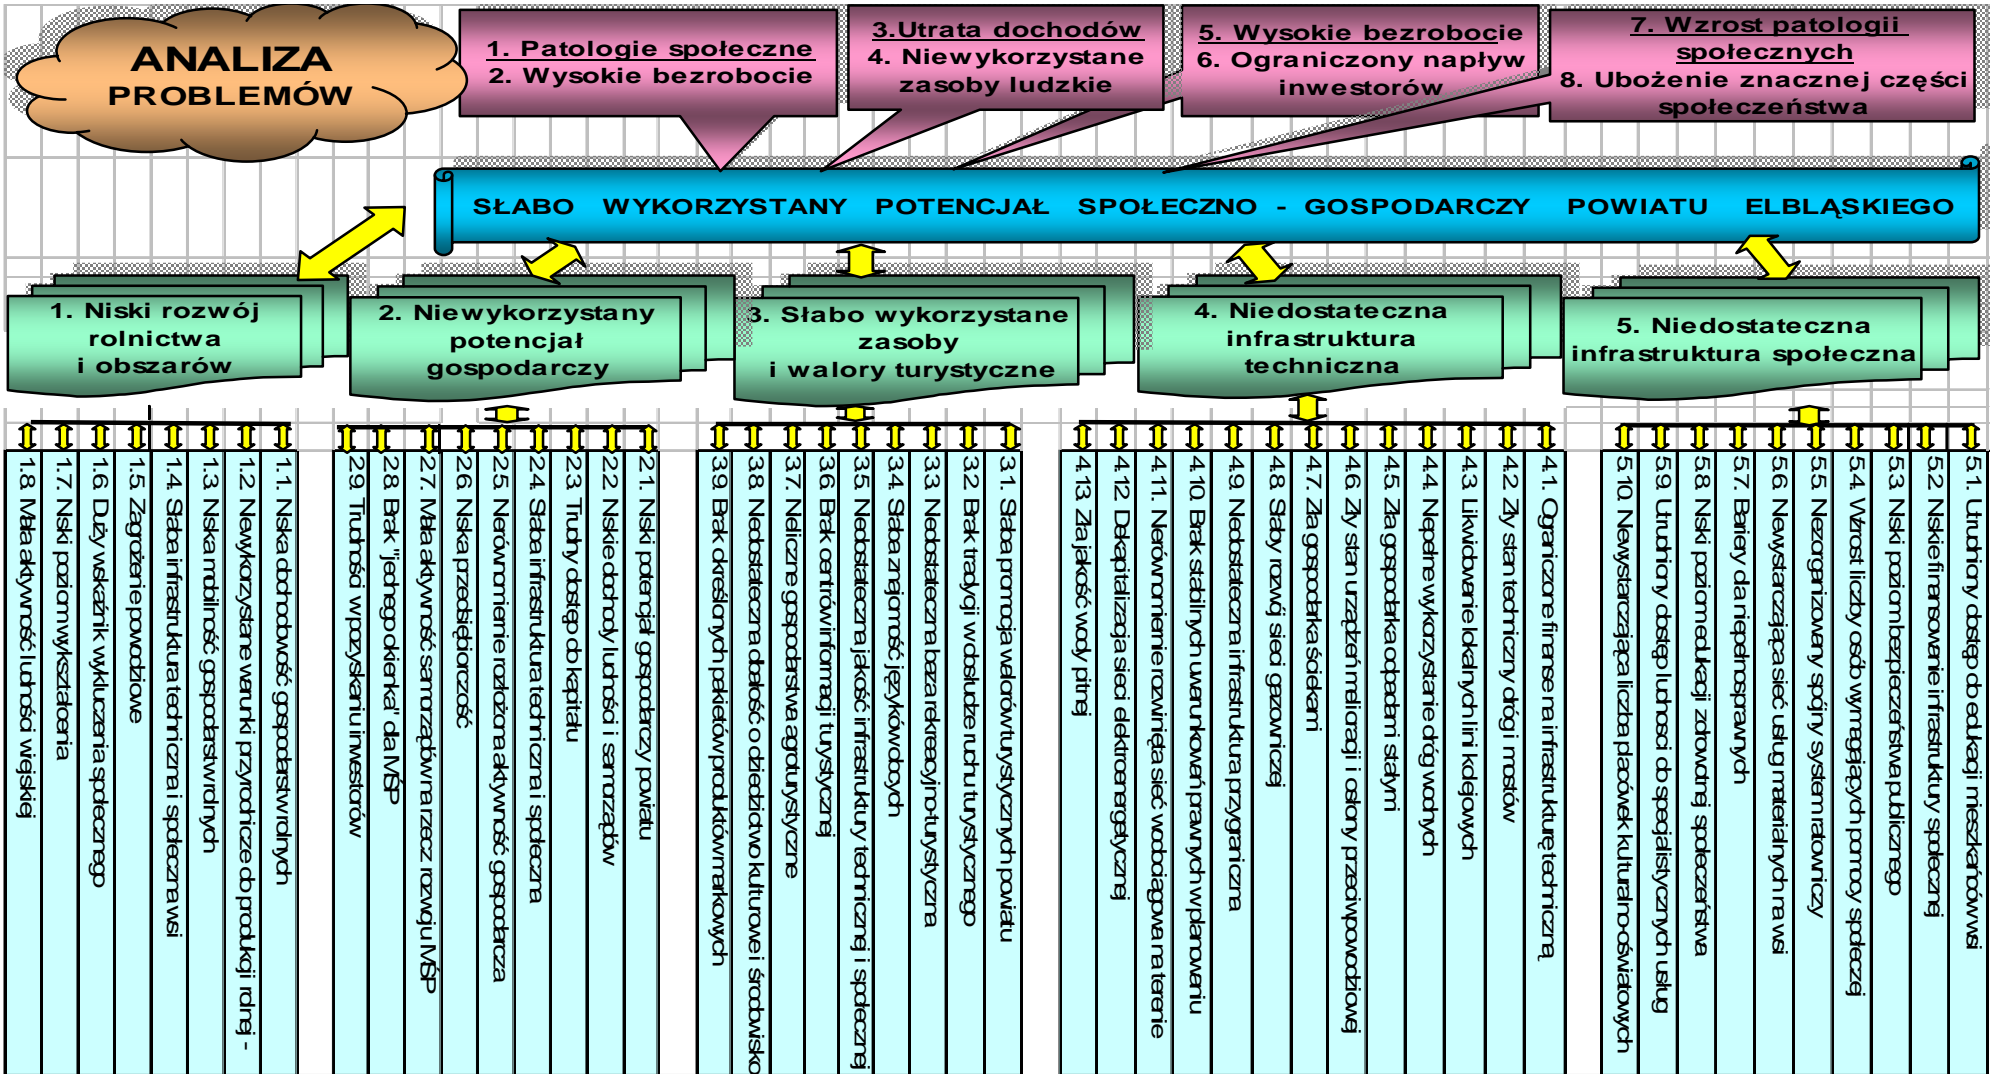 ANALIZA
PROBLEMÓW
1. Patologie społeczne
2. Wysokie bezrobocie
3.Utrata dochodów
4. Niewykorzystane
zasoby ludzkie
5. Wysokie bezrobocie
6. Ograniczony napływ
inwestorów
7. Wzrost patologii
społecznych
8. Ubożenie znacznej części
społeczeństwa
SŁABO WYKORZYSTANY POTENCJAŁ SPOŁECZNO - GOSPODARCZY POWIATU ELBLĄSKIEGO
1. Niski rozwój
rolnictwa
i obszarów
2. Niewykorzystany
potencjał
gospodarczy
3. Słabo wykorzystane
zasoby
i walory turystyczne
4. Niedostateczna
infrastruktura
techniczna
5. Niedostateczna
infrastruktura społeczna
1.8. Mała aktywność ludności wiejskiej
1.7. Niski poziom wykształcenia
1.6. Duży wskaźnik wykluczenia społecznego
1.5. Zagrożenie powodziowe
1.4. Słaba infrastruktura techniczna i społeczna wsi
1.3. Niska mobilność gospodarstw rolnych
1.2. Niewykorzystane warunki przyrodnicze do produkcji rolnej -
1.1. Niska dochodowość gospodarstw rolnych
2.9. Trudności w pozyskaniu inwestorów
2.8. Brak "jednego okienka" dla MŚP
2.7. Mała aktywność samorządów na rzecz rozwoju MŚP
2.6. Niska przedsiębiorczość
2.5. Nierównomiernie rozłożona aktywność gospodarcza
2.4. Słaba infrastruktura techniczna i społeczna
2.3. Trudny dostęp do kapitału
2.2. Niskie dochody ludności i samorządów
2.1. Niski potencjał gospodarczy powiatu
3.9. Brak określonych pakietów produktów markowych
3.8. Niedostateczna dbałość o dziedzictwo kulturowe i środowisko
3.7. Nieliczne gospodarstwa agroturystyczne
3.6. Brak centrów informacji turystycznej
3.5. Niedostateczna jakość infrastruktury technicznej i społecznej
3.4. Słaba znajomość języków obcych
3.3. Niedostateczna baza rekreacyjno-turystyczna
3.2. Brak tradycji w obsłudze ruchu turystycznego
3.1. Słaba promocja walorów turystycznych powiatu
4.13. Zła jakość wody pitnej
4.12. Dekapitalizacja sieci elektroenergetycznej
4.11. Nierównomiernie rozwinięta sieć wodociągowa na terenie
4.10. Brak stabilnych uwarunkowań prawnych w planowaniu
4.9. Niedostateczna infrastruktura przygraniczna
4.8. Słaby rozwój sieci gazowniczej
4.7. Zła gospodarka ściekami
4.6. Zły stan urządzeń melioracji i osłony przeciwpowodziowej
4.5. Zła gospodarka odpadami stałymi
4.4. Niepełne wykorzystanie dróg wodnych
4.3. Likwidowanie lokalnych linii kolejowych
4.2. Zły stan techniczny dróg i mostów
4.1. Ograniczone finanse na infrastrukturę techniczną
5.10. Niewystarczająca liczba placówek kulturalno-oświatowych
5.9. Utrudniony dostęp ludności do specjalistycznych usług
5.8. Niski poziom edukacji zdrowotnej społeczeństwa
5.7. Bariery dla niepełnosprawnych
5.6. Niewystarczająca sieć usług materialnych na wsi
5.5. Niezorganizowany spójny system ratowniczy
5.4. Wzrost liczby osób wymagających pomocy społecznej
5.3. Niski poziom bezpieczeństwa publicznego
5.2. Niskie finansowanie infrastruktury społecznej
5.1. Utrudniony dostęp do edukacji mieszkańców wsi